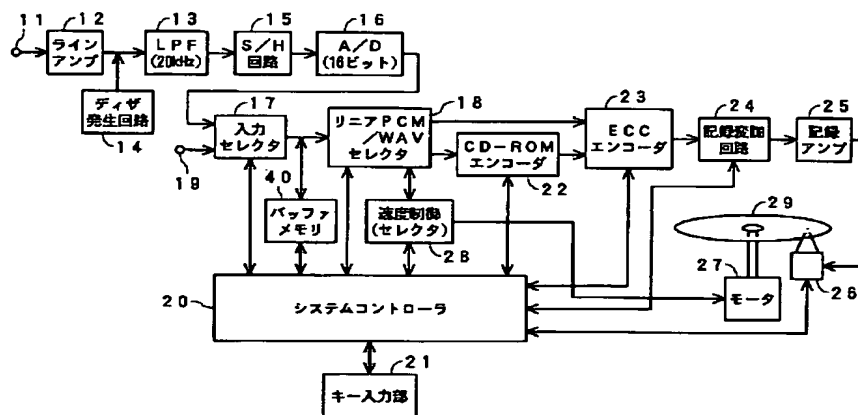 11
12
13
15
16
ライン
アンプ
LPF
(20kHz)
S/H
回路
A/D
(16ビット)
ディザ
発生回路
14
17
入力
セレクタ
19
18
リニアPCM
/WAV
セレクタ
23
ECC
エンコーダ
24
記録変調
回路
25
記録
アンプ
CD-ROM
エンコーダ
22
40
バッファ
メモリ
速度制御
(セレクタ)
28
29
27
モータ
26
20
システムコントローラ
21
キー入力部